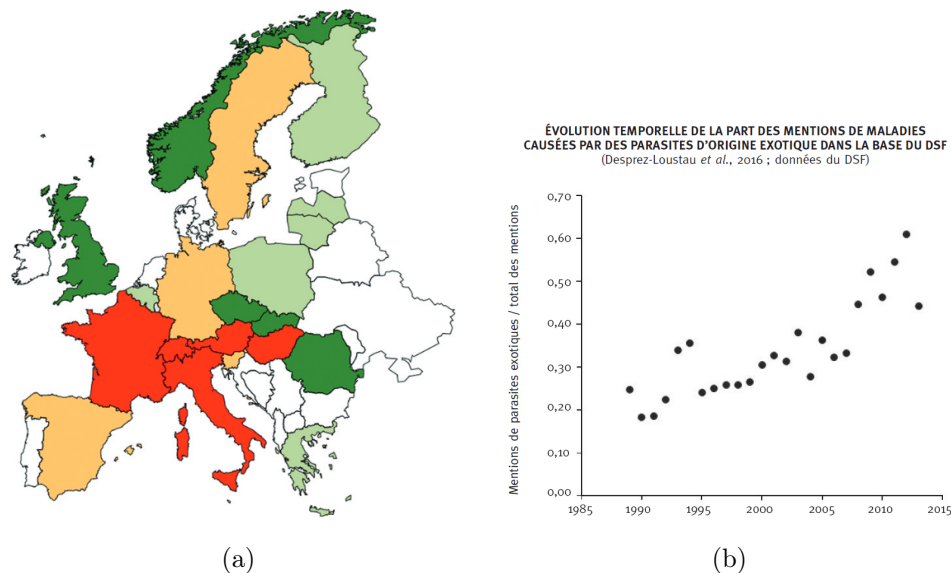 ÉVOLUTION TEMPORELLE DE LA PART DES MENTIONS DE MALADIES
CAUSÉES PAR DES PARASITES D'ORIGINE EXOTIQUE DANS LA BASE DU DSF
(Desprez-Loustau et al., 2016 ; données du DSF)
Mentions de parasites exotiques / total des mentions
0,70
0,60
0,50
0,40
0,30
0,20
0,10
0,00
1985 1990 1995 2000 2005 2010 2015
(a) (b)